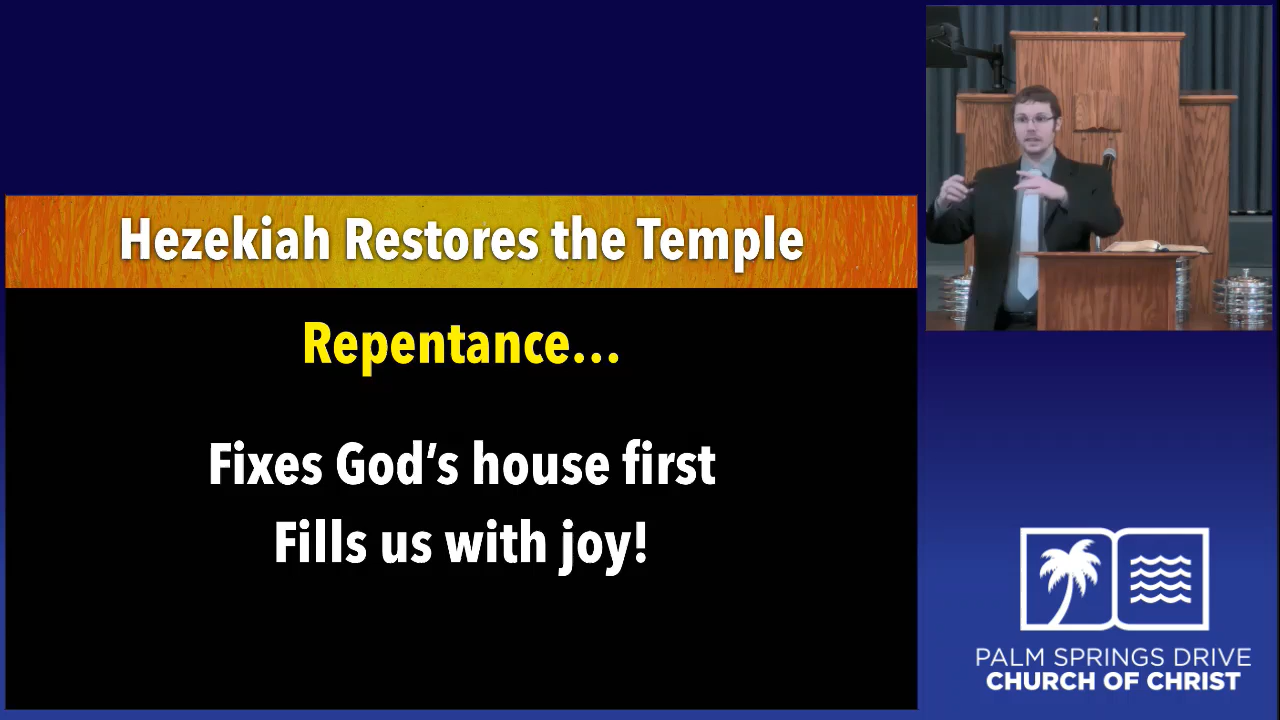 Hezekiah Restores the Temple
Repentance…
Fixes God’s house first
Fills us with joy!
PALM SPRINGS DRIVE
CHURCH OF CHRIST